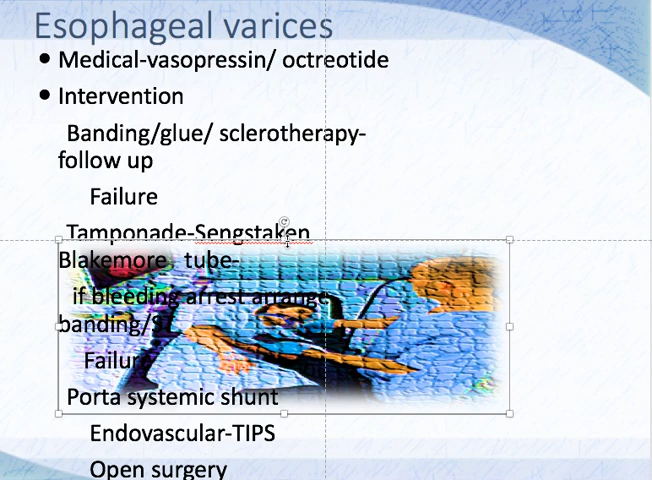 Esophageal varices
Medical-vasopressin/ octreotide
Intervention
Banding/glue/ sclerotherapy-
follow up
Failure
Tamponade-Sengstaken
Blakemore tube-
if bleeding arrest arrange
banding/S
Failure
Porta systemic shunt
Endovascular-TIPS
Open surgery